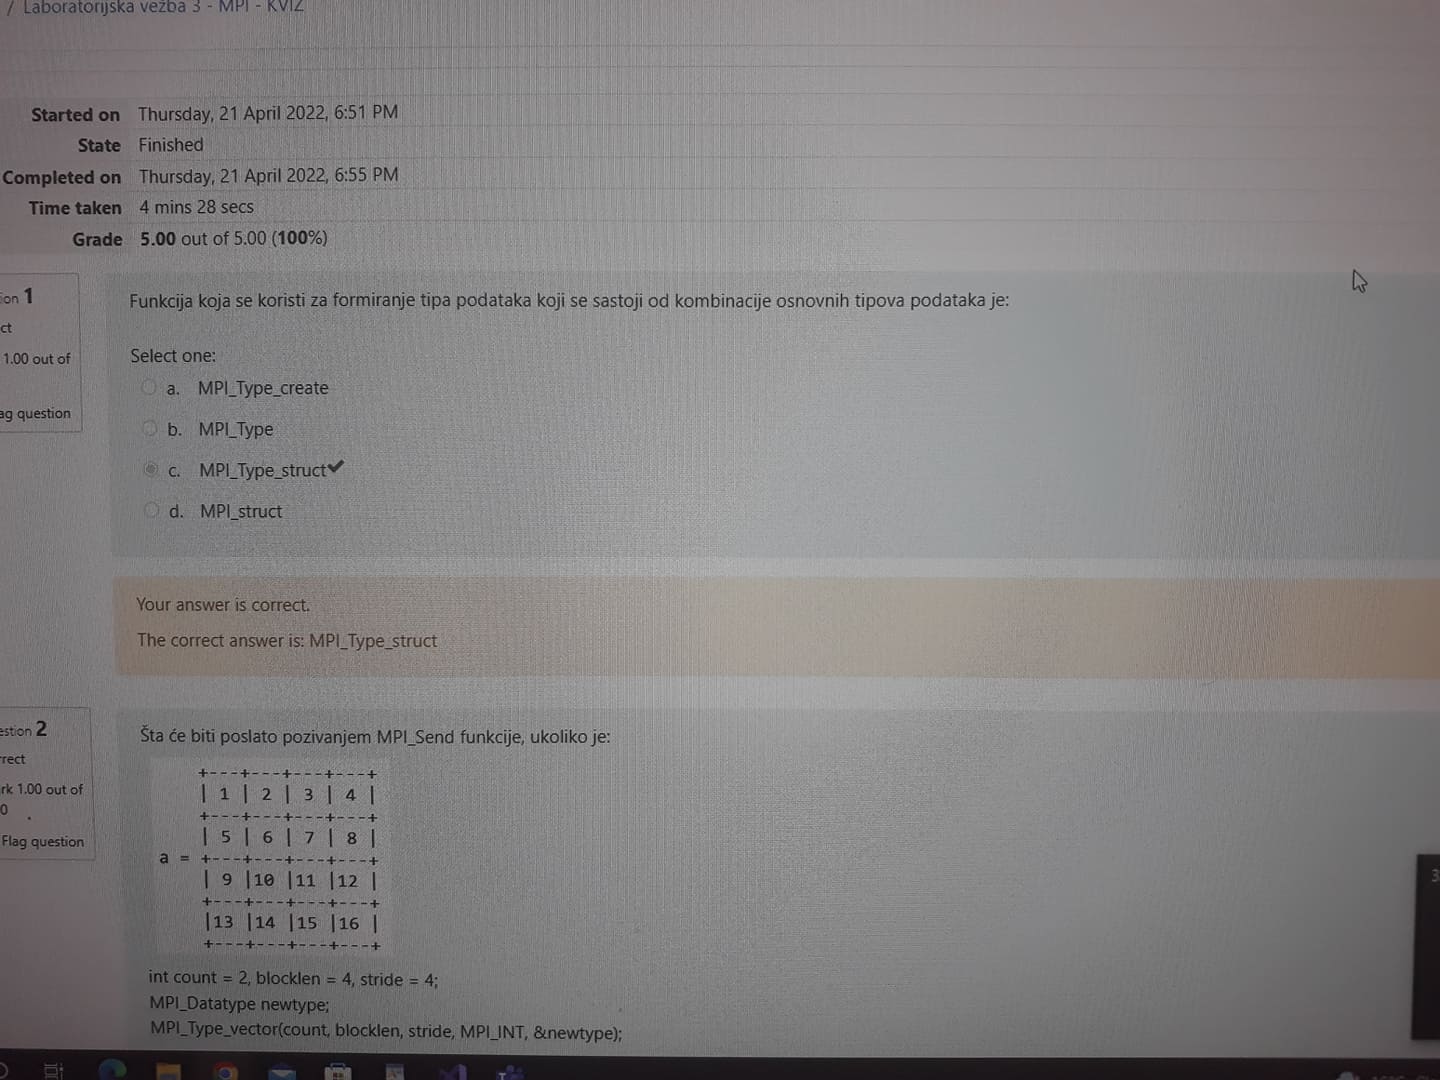 / Laboratorijska vežba 3 - MPI - KVIZ
Started on Thursday, 21 April 2022, 6:51 PM
State Finished
Completed on Thursday, 21 April 2022, 6:55 PM
Time taken 4 mins 28 secs
Grade 5.00 out of 5.00 (100%)
ion 1
ct
1.00 out of
ag question
Funkcija koja se koristi za formiranje tipa podataka koji se sastoji od kombinacije osnovnih tipova podataka je:
Select one:
a. MPI_Type_create
b. MPI_Type
c. MPI_Type_struct✔
d. MPI_struct
Your answer is correct.
The correct answer is: MPI_Type_struct
estion 2
rrect
rk 1.00 out of
0
Flag question
Šta će biti poslato pozivanjem MPI_Send funkcije, ukoliko je:
+---+---+---+---+
| 1 | 2 | 3 | 4 |
+---+---+---+---+
| 5 | 6 | 7 | 8 |
a = +---+---+---+---+
| 9 |10 |11 |12 |
+---+---+---+---+
|13 |14 |15 |16 |
+---+---+---+---+
int count = 2, blocklen = 4, stride = 4;
MPI_Datatype newtype;
MPI_Type_vector(count, blocklen, stride, MPI_INT, &newtype);